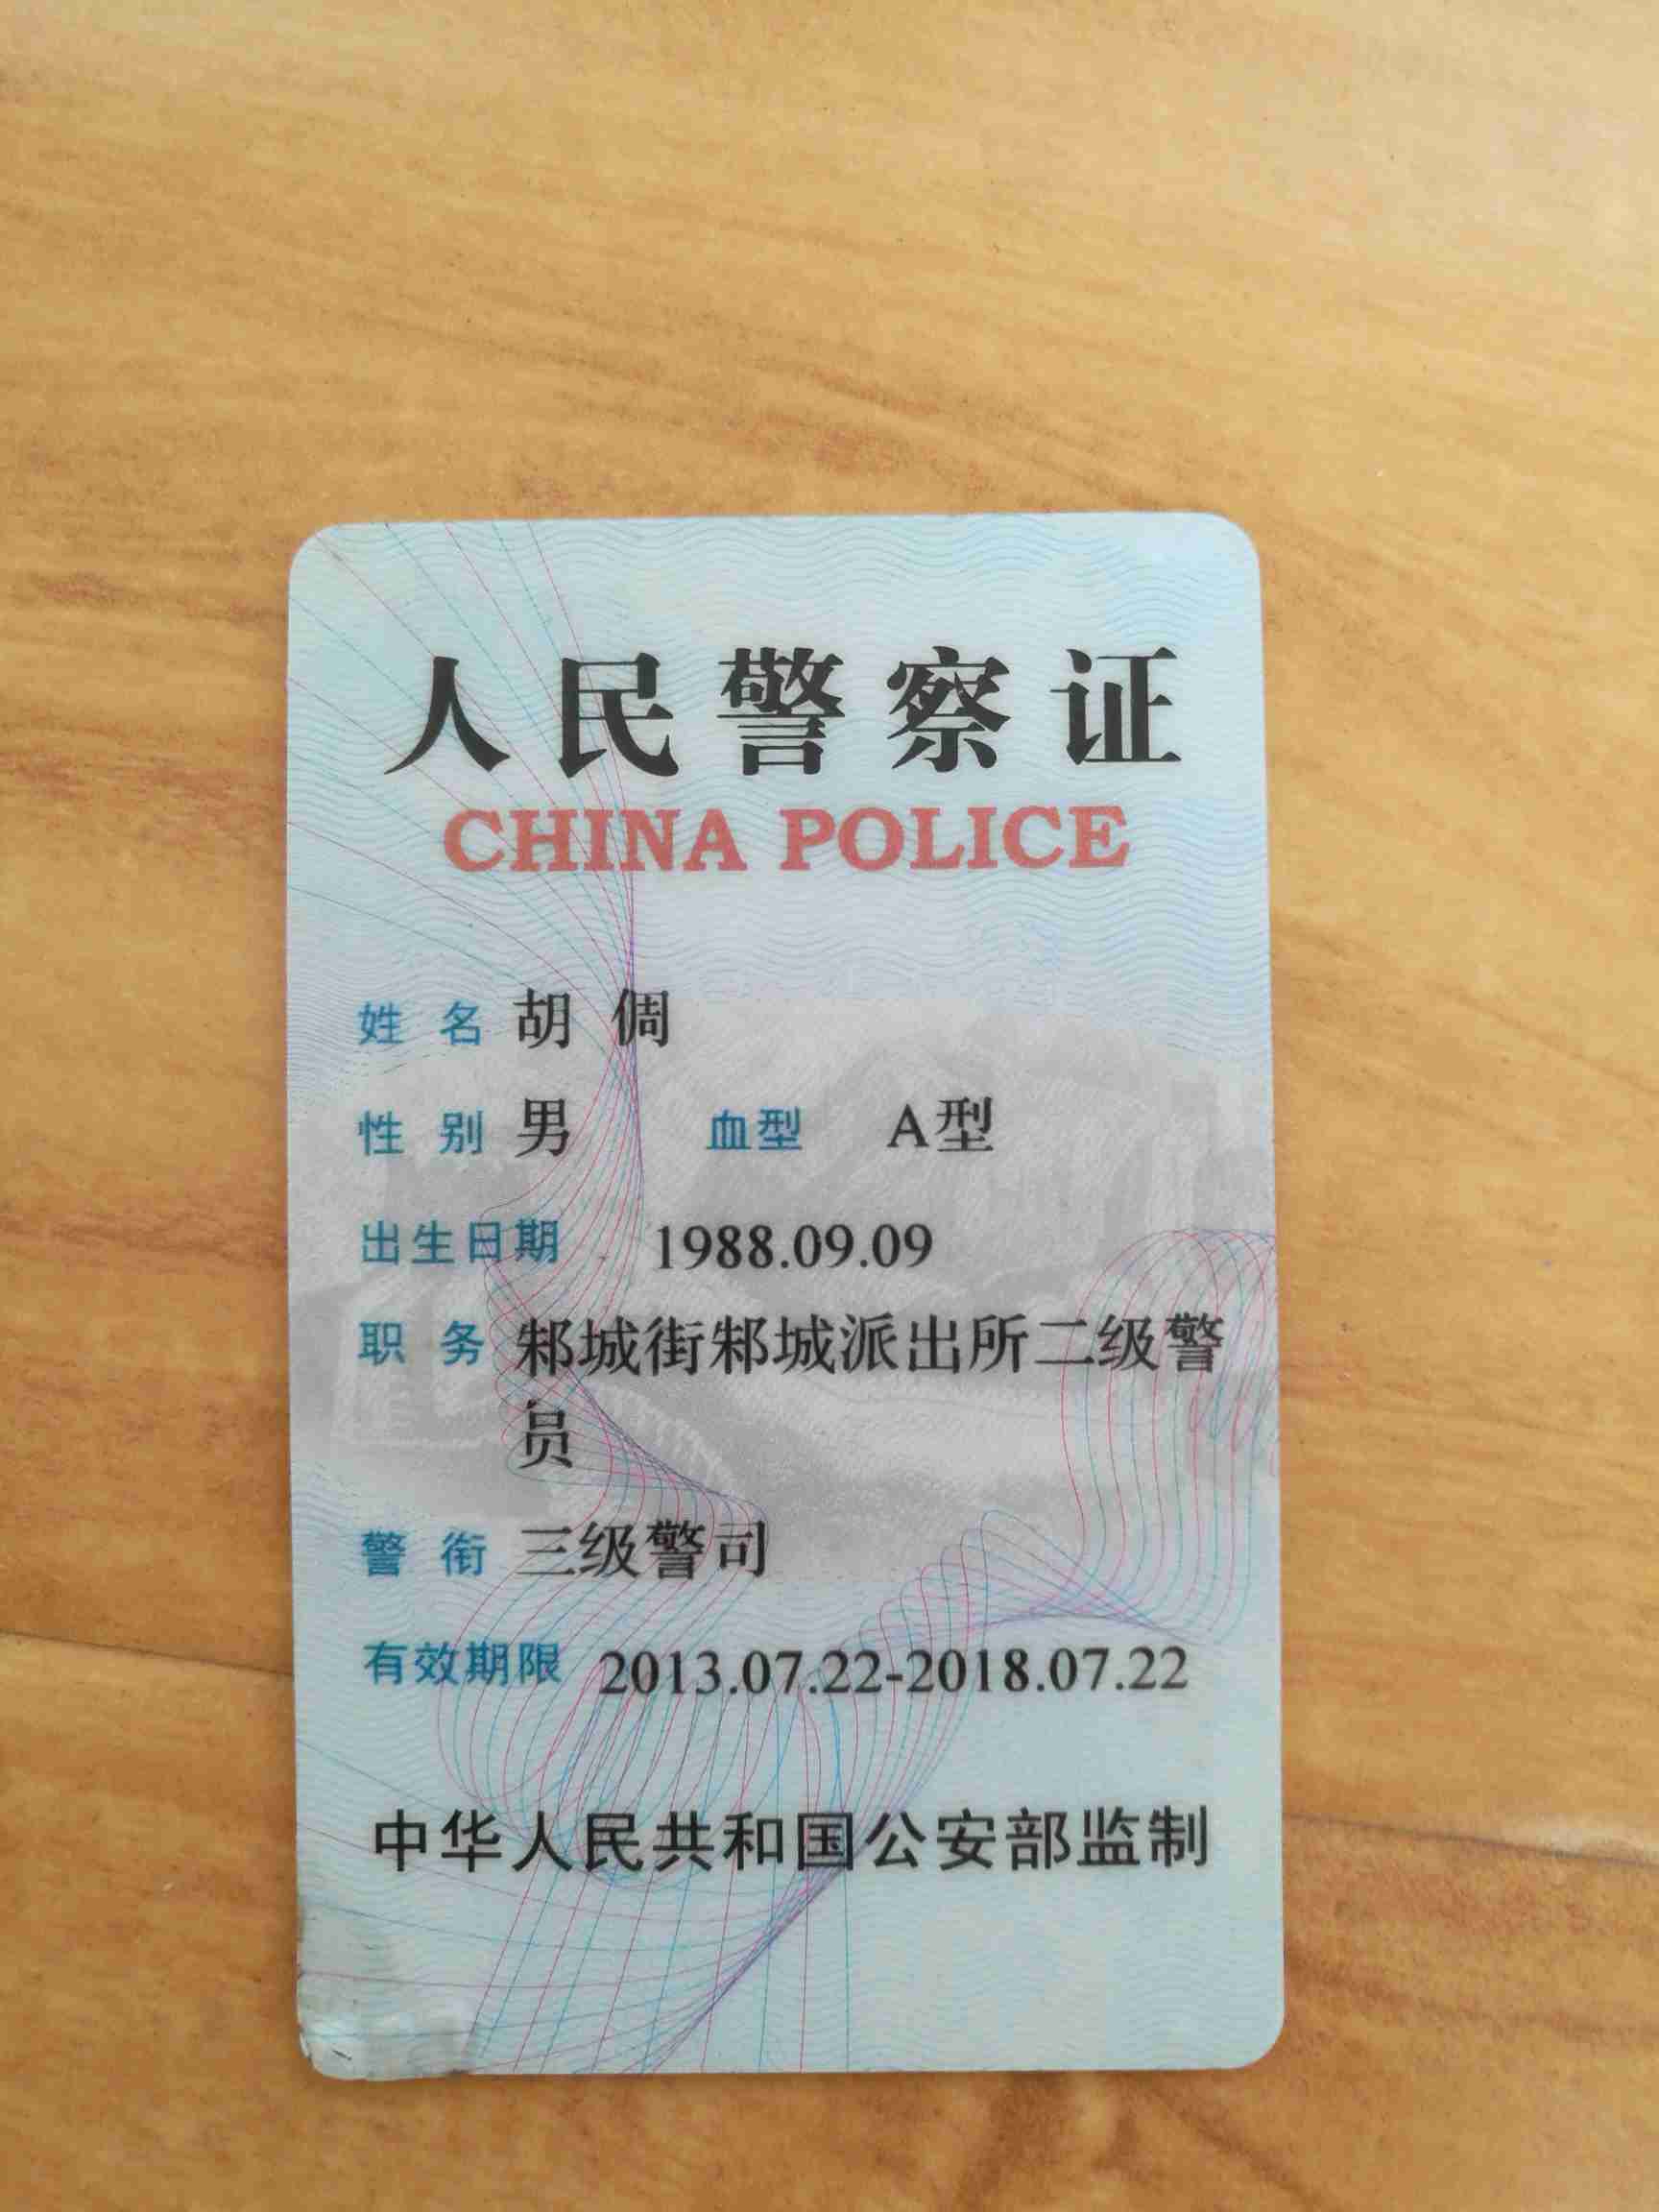 人民警察证
CHINA POLICE
姓 名 胡 倜
性 别 男 血型 A型
出生日期 1988.09.09
职 务 邾城街邾城派出所二级警
员
警 衔 三级警司
有效期限 2013.07.22-2018.07.22
中华人民共和国公安部监制